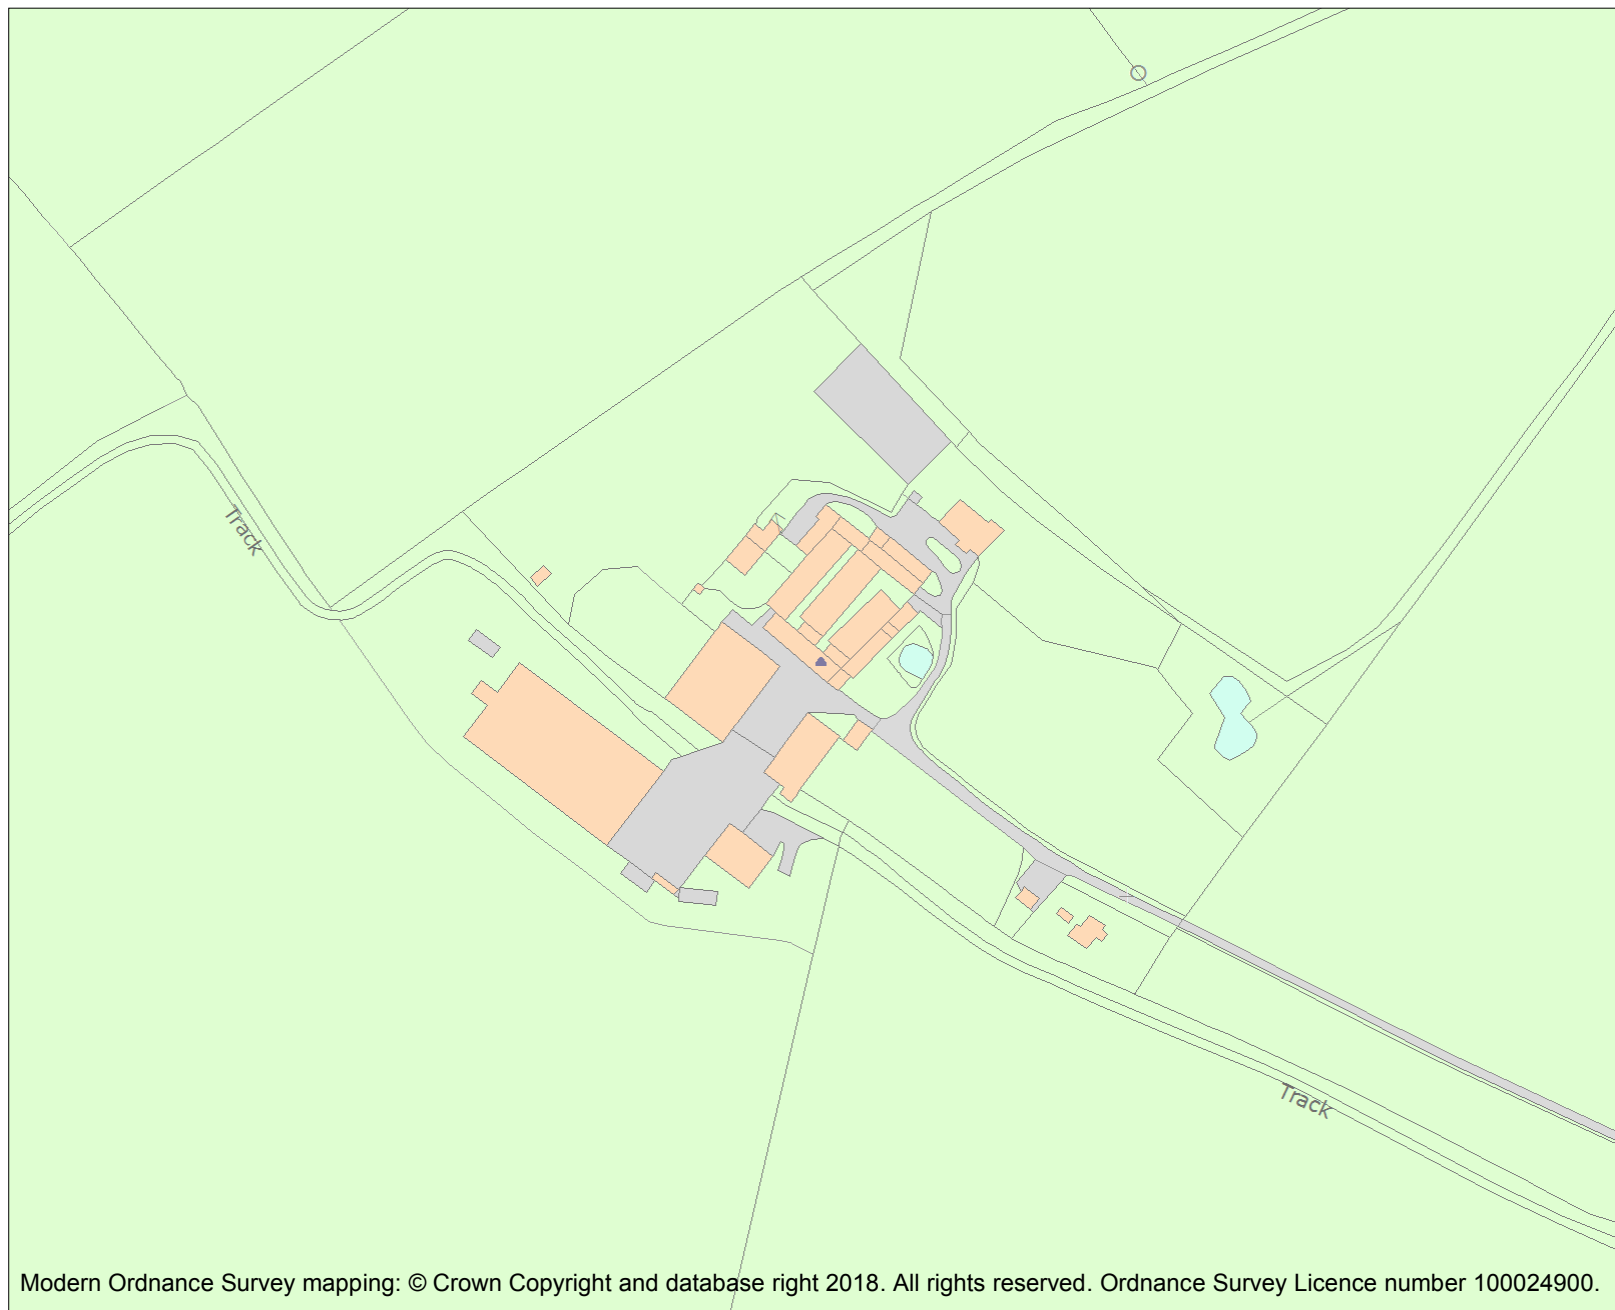 Track
Track
Modern Ordnance Survey mapping: © Crown Copyright and database right 2018. All rights reserved. Ordnance Survey Licence number 100024900.